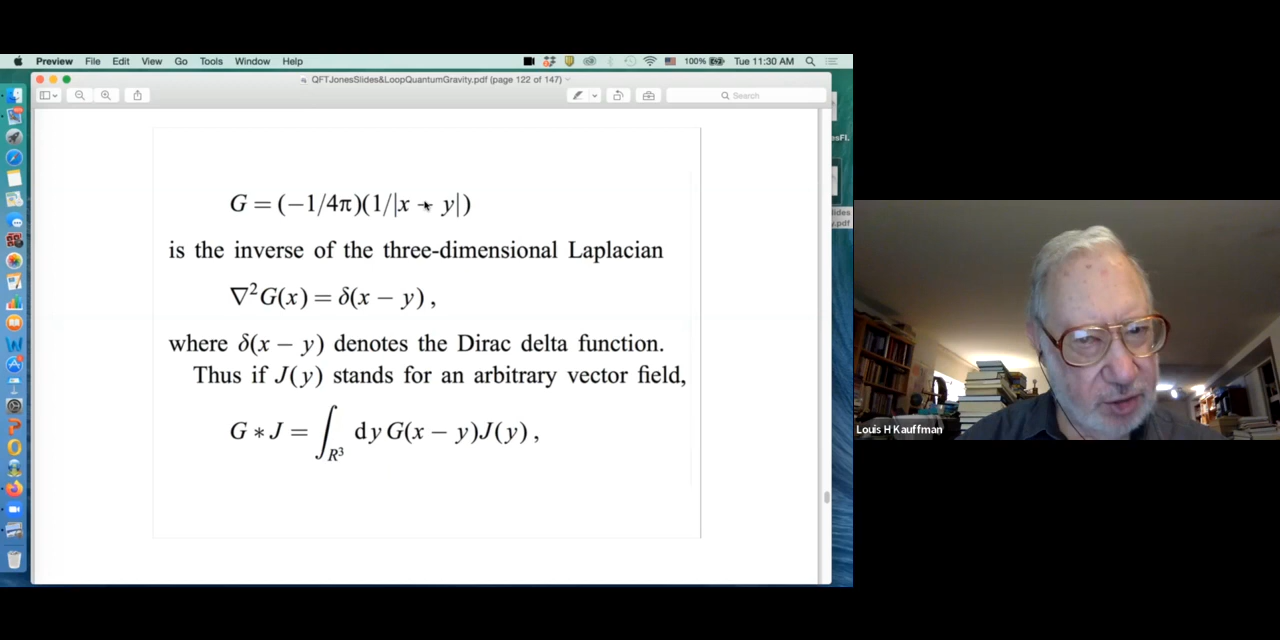 Preview File Edit View Go Tools Window Help 100% Tue 11:30 AM
QFTJonesSlides&LoopQuantumGravity.pdf (page 122 of 147)
Search
G = (−1/4π)(1/|x − y|)
is the inverse of the three-dimensional Laplacian
∇²G(x) = δ(x − y),
where δ(x − y) denotes the Dirac delta function.
Thus if J(y) stands for an arbitrary vector field,
G ∗ J = ∫_{R³} dy G(x − y)J(y),
Louis H Kauffman